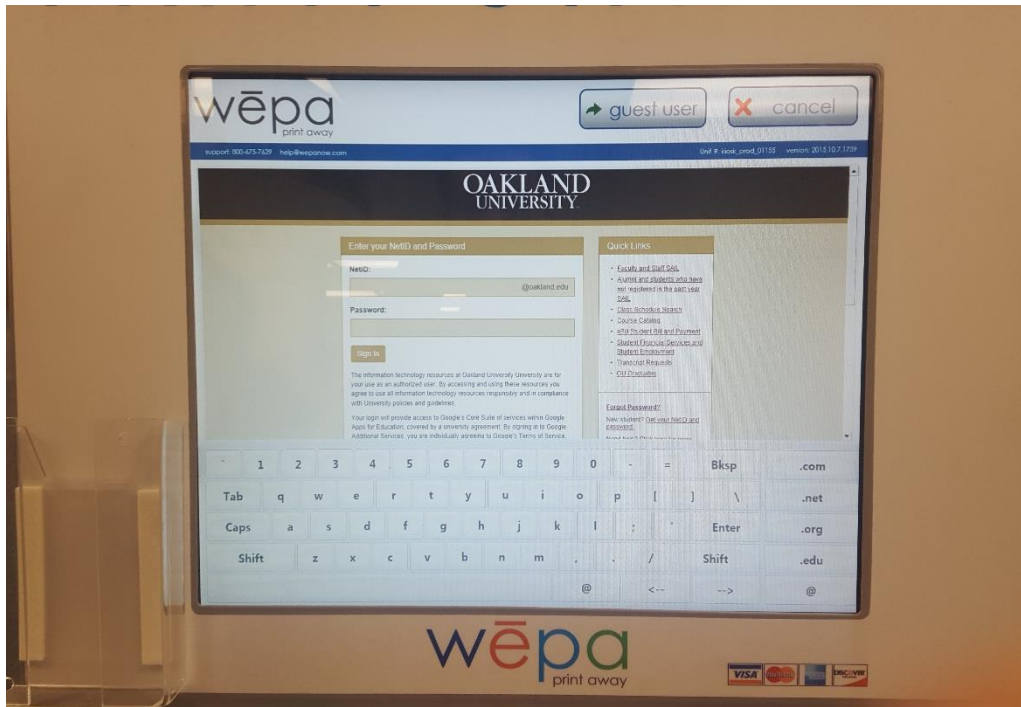 wēpa
print away
guest user
cancel
support: 800-675-7639 help@wepanow.com
Unit #: kiosk_prod_01155 version: 2015.10.7.1759
OAKLAND
UNIVERSITY
Enter your NetID and Password
NetID:
@oakland.edu
Password:
Sign In
The information technology resources at Oakland University University are for
your use as an authorized user. By accessing and using these resources you
agree to use all information technology resources responsibly and in compliance
with University policies and guidelines.
Your login will provide access to Google's Core Suite of services within Google
Apps for Education, covered by a university agreement. By signing in to Google
Additional Services, you are individually agreeing to Google's Terms of Service,
Quick Links
Faculty and Staff SAIL
Alumni and students who have
not registered in the past year
SAIL
Class Schedule Search
Course Catalog
eBill Student Bill and Payment
Student Financial Services and
Student Employment
Transcript Requests
OU Graduates
Forgot Password?
New student? Get your NetID and
password.
` 1 2 3 4 5 6 7 8 9 0 - = Bksp .com
Tab q w e r t y u i o p [ ] \ .net
Caps a s d f g h j k l ; ' Enter .org
Shift z x c v b n m , . / Shift .edu
@ <-- --> @
wēpa
print away
VISA
MasterCard
DISCOVER